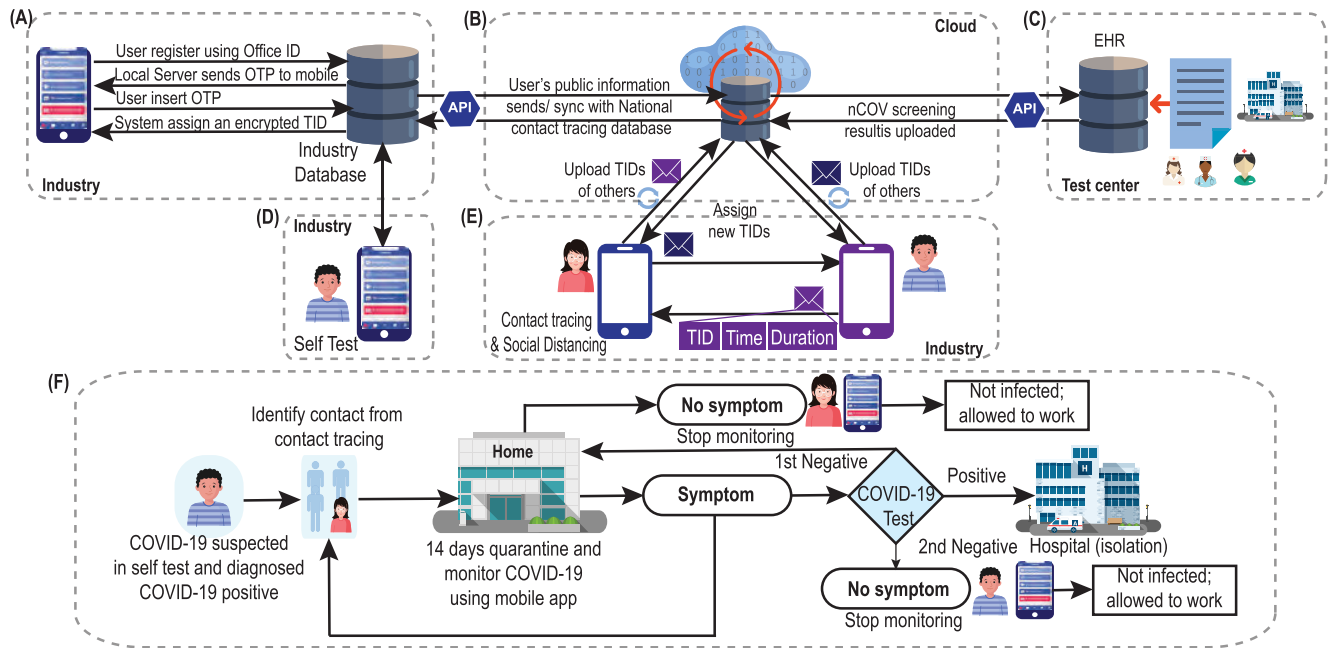 (A)
User register using Office ID
Local Server sends OTP to mobile
User insert OTP
System assign an encrypted TID
Industry
Database
Industry
API
(B)
Cloud
User's public information
sends/ sync with National
contact tracing database
nCOV screening
resultis uploaded
Upload TIDs
of others
Upload TIDs
of others
Assign
new TIDs
API
(C)
EHR
Test center
(D)
Industry
Self Test
(E)
Contact tracing
& Social Distancing
TID Time Duration
Industry
(F)
COVID-19 suspected
in self test and diagnosed
COVID-19 positive
Identify contact from
contact tracing
Home
14 days quarantine and
monitor COVID-19
using mobile app
No symptom
Stop monitoring
Not infected;
allowed to work
Symptom
1st Negative
COVID-19
Test
Positive
H
Hospital (isolation)
2nd Negative
No symptom
Stop monitoring
Not infected;
allowed to work